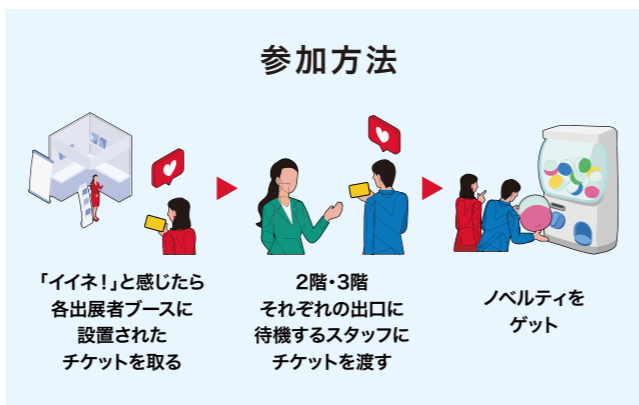 参加方法
「イイネ！」と感じたら
各出展者ブースに
設置された
チケットを取る
2階・3階
それぞれの出口に
待機するスタッフに
チケットを渡す
ノベルティを
ゲット